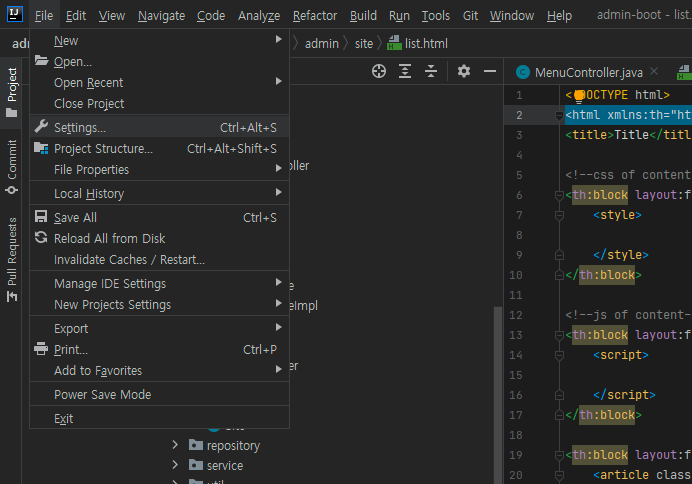 IJ File Edit View Navigate Code Analyze Refactor Build Run Tools Git Window Help admin-boot - list.
adm admin site list.html
New
Open...
Open Recent
Close Project
Settings... Ctrl+Alt+S
Project Structure... Ctrl+Alt+Shift+S
File Properties
Local History
Save All Ctrl+S
Reload All from Disk
Invalidate Caches / Restart...
Manage IDE Settings
New Projects Settings
Export
Print... Ctrl+P
Add to Favorites
Power Save Mode
Exit
Project
Commit
Pull Requests
oller
e
eImpl
er
repository
service
MenuController.java
1 <!DOCTYPE html>
2 <html xmlns:th="ht
3 <title>Title</titl
4
5 <!--css of content
6 <th:block layout:f
7 <style>
8
9 </style>
10 </th:block>
11
12 <!--js of content-
13 <th:block layout:f
14 <script>
15
16 </script>
17 </th:block>
18
19 <th:block layout:f
20 <article class